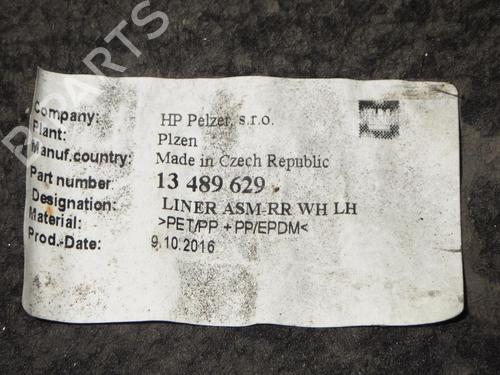 Company: HP Pelzer, s.r.o.
Plant: Plzen
Manuf.country: Made in Czech Republic
Part number 13 489 629
Designation: LINER ASM-RR WH LH
Material: >PET/PP + PP/EPDM<
Prod.-Date: 9.10.2016
PARTS